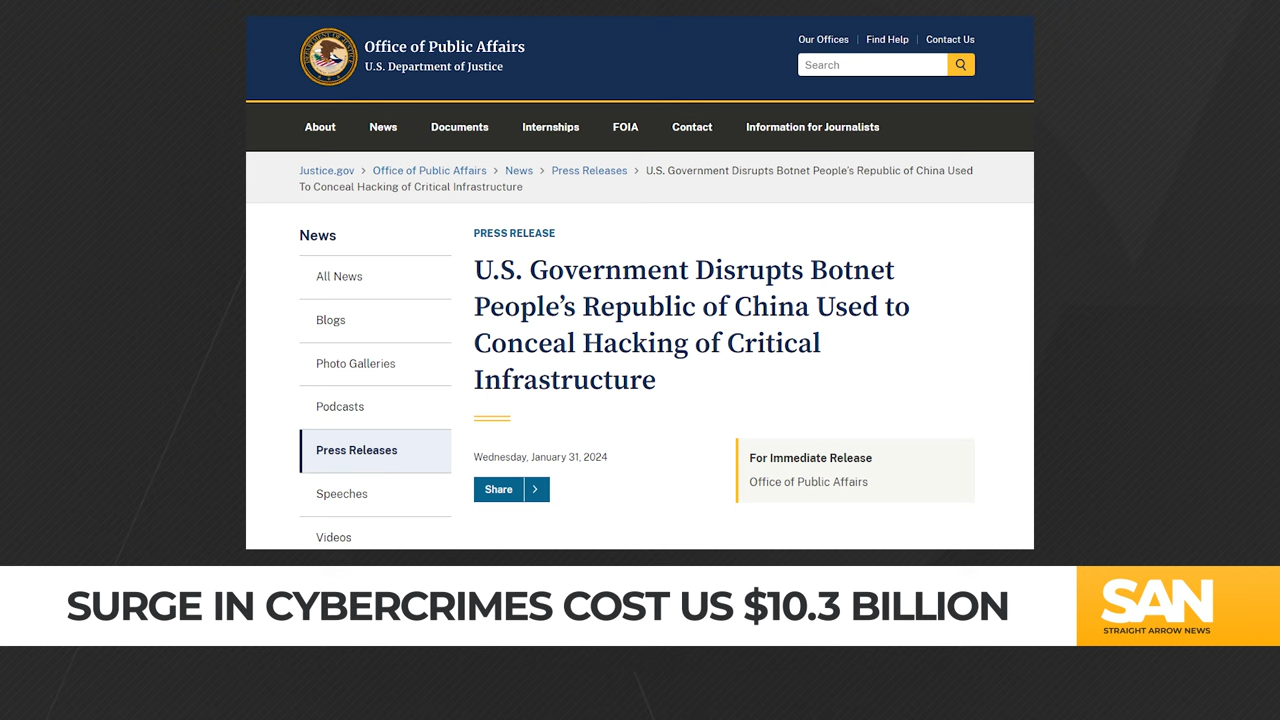 Office of Public Affairs
U.S. Department of Justice
Our Offices
Find Help
Contact Us
Search
About
News
Documents
Internships
FOIA
Contact
Information for Journalists
Justice.gov > Office of Public Affairs > News > Press Releases > U.S. Government Disrupts Botnet People's Republic of China Used
To Conceal Hacking of Critical Infrastructure
News
All News
Blogs
Photo Galleries
Podcasts
Press Releases
Speeches
Videos
PRESS RELEASE
U.S. Government Disrupts Botnet
People's Republic of China Used to
Conceal Hacking of Critical
Infrastructure
Wednesday, January 31, 2024
Share >
For Immediate Release
Office of Public Affairs
SURGE IN CYBERCRIMES COST US $10.3 BILLION
SAN
STRAIGHT ARROW NEWS